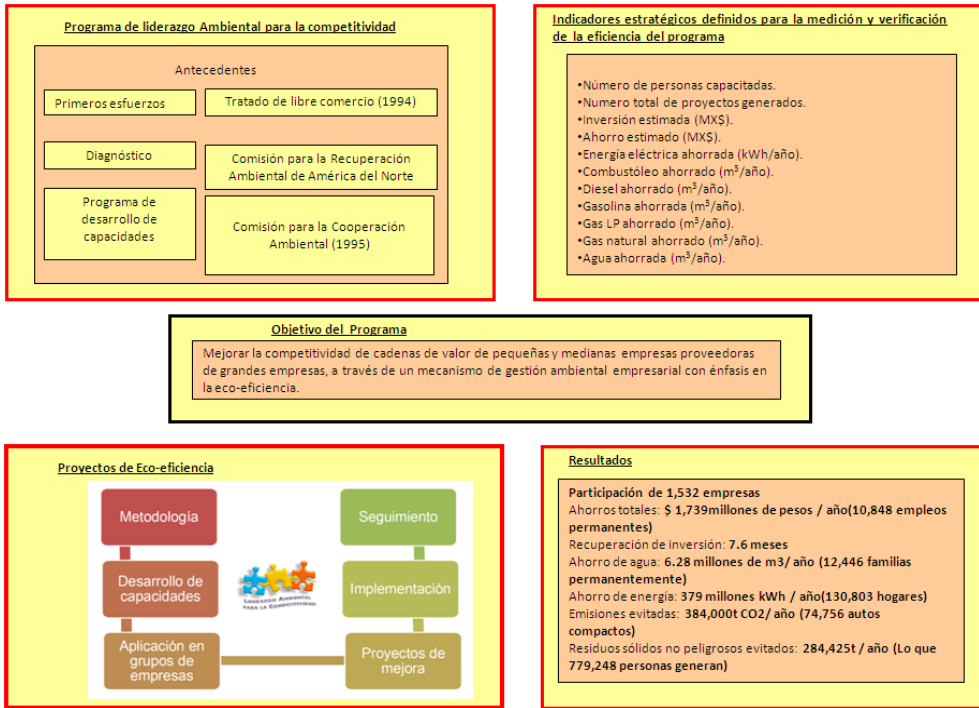 Programa de liderazgo Ambiental para la competitividad
Antecedentes
Primeros esfuerzos
Tratado de libre comercio (1994)
Diagnóstico
Comisión para la Recuperación
Ambiental de América del Norte
Programa de
desarrollo de
capacidades
Comisión para la Cooperación
Ambiental (1995)
Indicadores estratégicos definidos para la medición y verificación
de la eficiencia del programa
•Número de personas capacitadas.
•Numero total de proyectos generados.
•Inversión estimada (MX$).
•Ahorro estimado (MX$).
•Energía eléctrica ahorrada (kWh/año).
•Combustóleo ahorrado (m³/año).
•Diesel ahorrado (m³/año).
•Gasolina ahorrada (m³/año).
•Gas LP ahorrado (m³/año).
•Gas natural ahorrado (m³/año).
•Agua ahorrada (m³/año).
Objetivo del Programa
Mejorar la competitividad de cadenas de valor de pequeñas y medianas empresas proveedoras
de grandes empresas, a través de un mecanismo de gestión ambiental empresarial con énfasis en
la eco-eficiencia.
Proyectos de Eco-eficiencia
Metodología
Desarrollo de
capacidades
Aplicación en
grupos de
empresas
LIDERAZGO AMBIENTAL
PARA LA COMPETITIVIDAD
Seguimiento
Implementación
Proyectos de
mejora
Resultados
Participación de 1,532 empresas
Ahorros totales: $ 1,739millones de pesos / año(10,848 empleos
permanentes)
Recuperación de inversión: 7.6 meses
Ahorro de agua: 6.28 millones de m3/ año (12,446 familias
permanentemente)
Ahorro de energía: 379 millones kWh / año(130,803 hogares)
Emisiones evitadas: 384,000t CO2/ año (74,756 autos
compactos)
Residuos sólidos no peligrosos evitados: 284,425t / año (Lo que
779,248 personas generan)